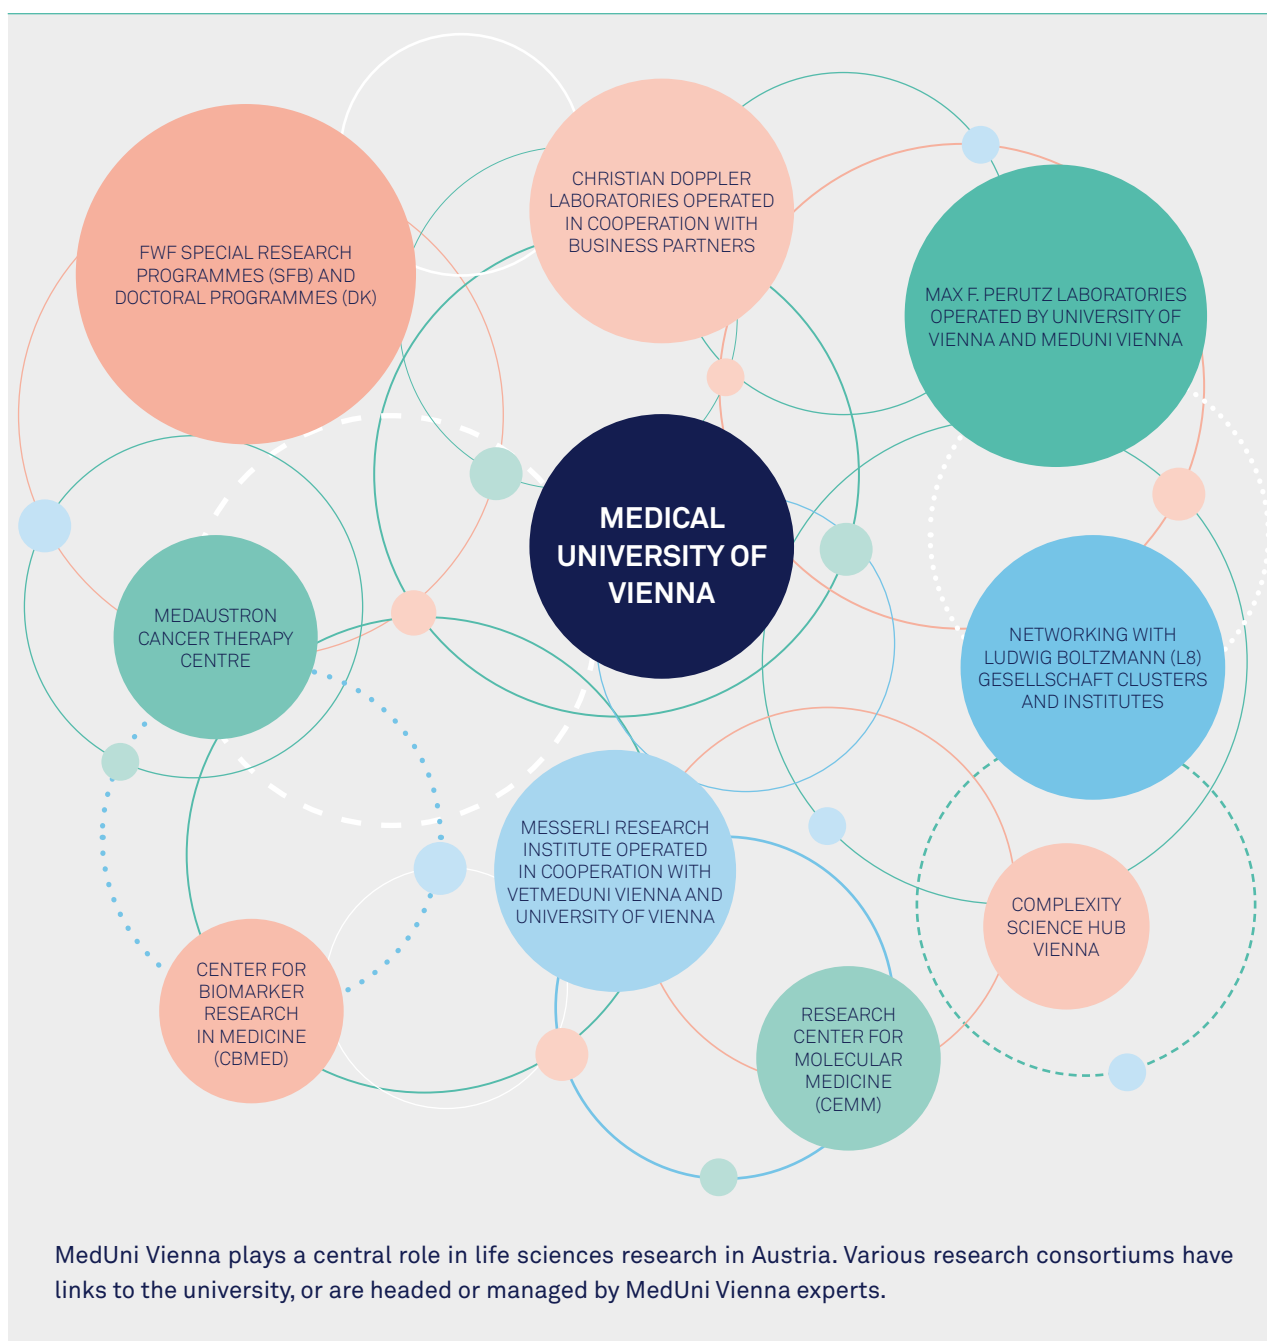 CHRISTIAN DOPPLER
LABORATORIES OPERATED
IN COOPERATION WITH
BUSINESS PARTNERS
FWF SPECIAL RESEARCH
PROGRAMMES (SFB) AND
DOCTORAL PROGRAMMES (DK)
MAX F. PERUTZ LABORATORIES
OPERATED BY UNIVERSITY OF
VIENNA AND MEDUNI VIENNA
MEDICAL
UNIVERSITY OF
VIENNA
MEDAUSTRON
CANCER THERAPY
CENTRE
NETWORKING WITH
LUDWIG BOLTZMANN (L8)
GESELLSCHAFT CLUSTERS
AND INSTITUTES
MESSERLI RESEARCH
INSTITUTE OPERATED
IN COOPERATION WITH
VETMEDUNI VIENNA AND
UNIVERSITY OF VIENNA
COMPLEXITY
SCIENCE HUB
VIENNA
CENTER FOR
BIOMARKER
RESEARCH
IN MEDICINE
(CBMED)
RESEARCH
CENTER FOR
MOLECULAR
MEDICINE
(CEMM)
MedUni Vienna plays a central role in life sciences research in Austria. Various research consortiums have
links to the university, or are headed or managed by MedUni Vienna experts.